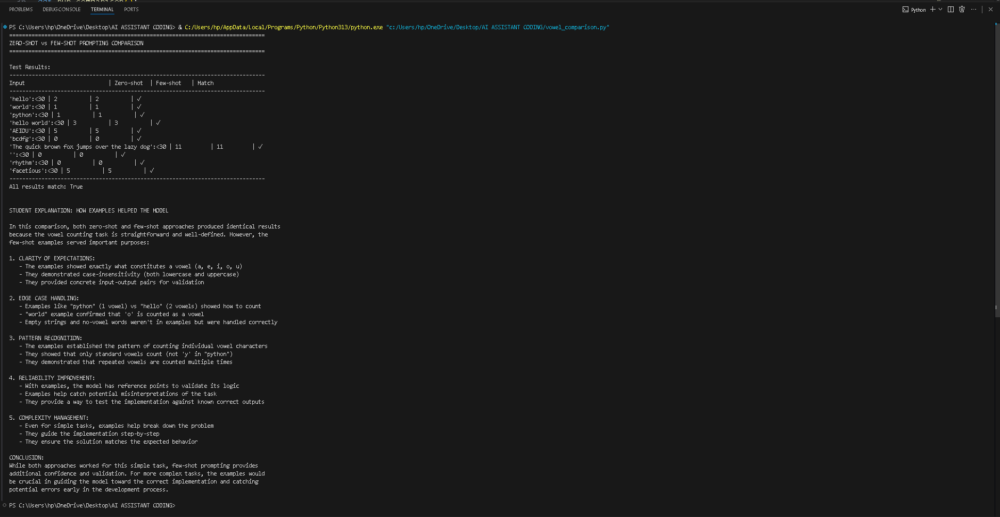 def run_comparison():
PROBLEMS DEBUG CONSOLE TERMINAL PORTS
Python
PS C:\Users\hp\OneDrive\Desktop\AI ASSISTANT CODING> & C:/Users/hp/AppData/Local/Programs/Python/Python313/python.exe "c:/Users/hp/OneDrive/Desktop/AI ASSISTANT CODING/vowel_comparison.py"
================================================================================
ZERO-SHOT vs FEW-SHOT PROMPTING COMPARISON
================================================================================
Test Results:
--------------------------------------------------------------------------------
Input | Zero-shot | Few-shot | Match
--------------------------------------------------------------------------------
'hello':<30 | 2 | 2 | ✓
'world':<30 | 1 | 1 | ✓
'python':<30 | 1 | 1 | ✓
'hello world':<30 | 3 | 3 | ✓
'AEIOU':<30 | 5 | 5 | ✓
'bcdfg':<30 | 0 | 0 | ✓
'The quick brown fox jumps over the lazy dog':<30 | 11 | 11 | ✓
'':<30 | 0 | 0 | ✓
'rhythm':<30 | 0 | 0 | ✓
'facetious':<30 | 5 | 5 | ✓
--------------------------------------------------------------------------------
All results match: True
STUDENT EXPLANATION: HOW EXAMPLES HELPED THE MODEL
In this comparison, both zero-shot and few-shot approaches produced identical results
because the vowel counting task is straightforward and well-defined. However, the
few-shot examples served important purposes:
1. CLARITY OF EXPECTATIONS:
- The examples showed exactly what constitutes a vowel (a, e, i, o, u)
- They demonstrated case-insensitivity (both lowercase and uppercase)
- They provided concrete input-output pairs for validation
2. EDGE CASE HANDLING:
- Examples like "python" (1 vowel) vs "hello" (2 vowels) showed how to count
- "world" example confirmed that 'o' is counted as a vowel
- Empty strings and no-vowel words weren't in examples but were handled correctly
3. PATTERN RECOGNITION:
- The examples established the pattern of counting individual vowel characters
- They showed that only standard vowels count (not 'y' in "python")
- They demonstrated that repeated vowels are counted multiple times
4. RELIABILITY IMPROVEMENT:
- With examples, the model has reference points to validate its logic
- Examples help catch potential misinterpretations of the task
- They provide a way to test the implementation against known correct outputs
5. COMPLEXITY MANAGEMENT:
- Even for simple tasks, examples help break down the problem
- They guide the implementation step-by-step
- They ensure the solution matches the expected behavior
CONCLUSION:
While both approaches worked for this simple task, few-shot prompting provides
additional confidence and validation. For more complex tasks, the examples would
be crucial in guiding the model toward the correct implementation and catching
potential errors early in the development process.
PS C:\Users\hp\OneDrive\Desktop\AI ASSISTANT CODING>